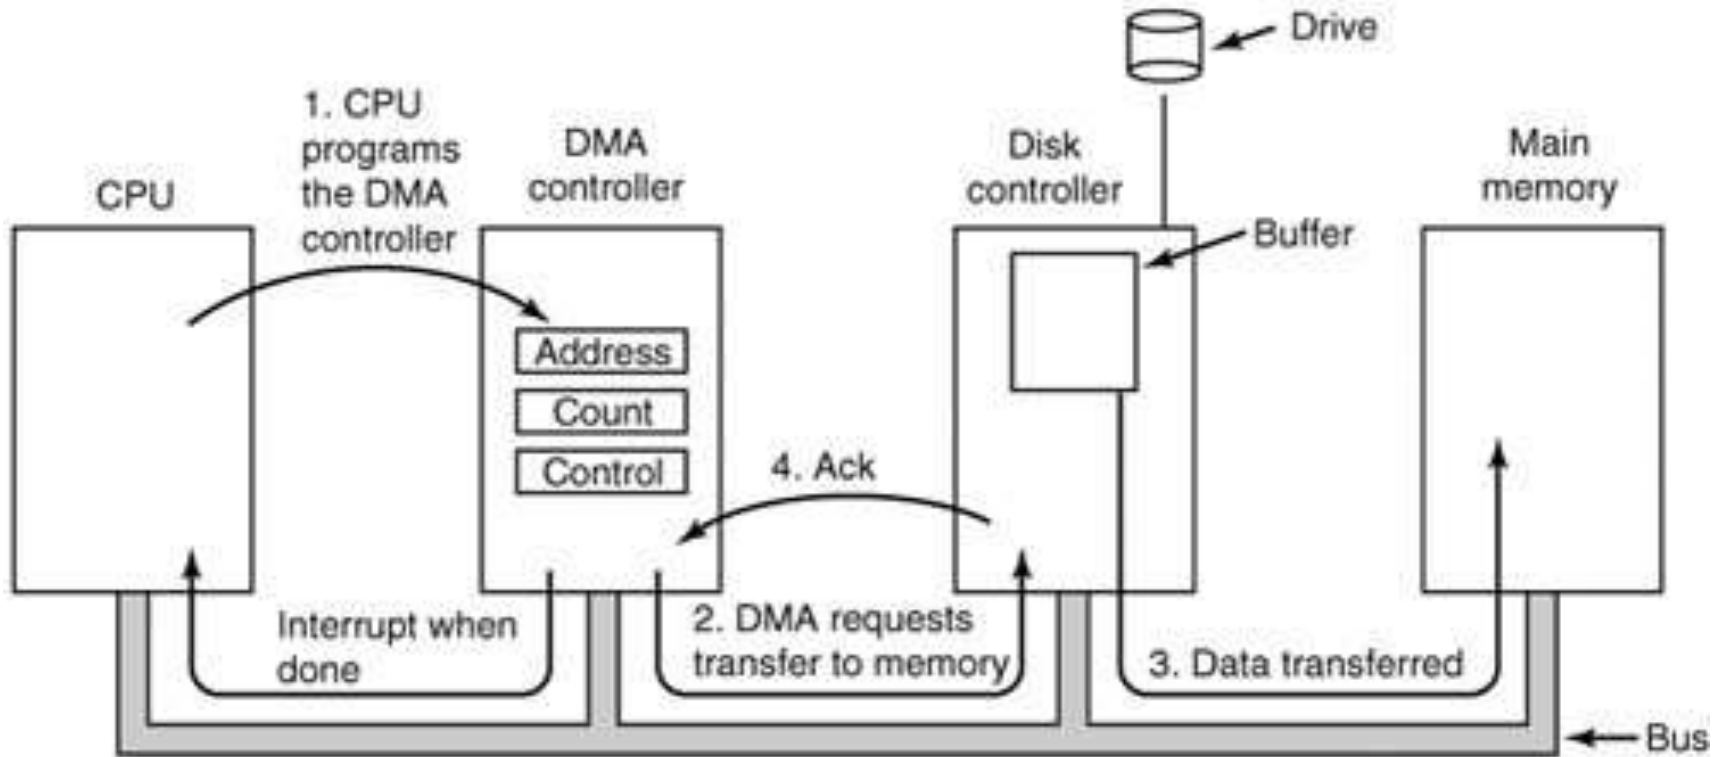 Drive
1. CPU
programs
the DMA
controller
CPU
DMA
controller
Disk
controller
Main
memory
Buffer
Address
Count
Control
4. Ack
Interrupt when
done
2. DMA requests
transfer to memory
3. Data transferred
Bus